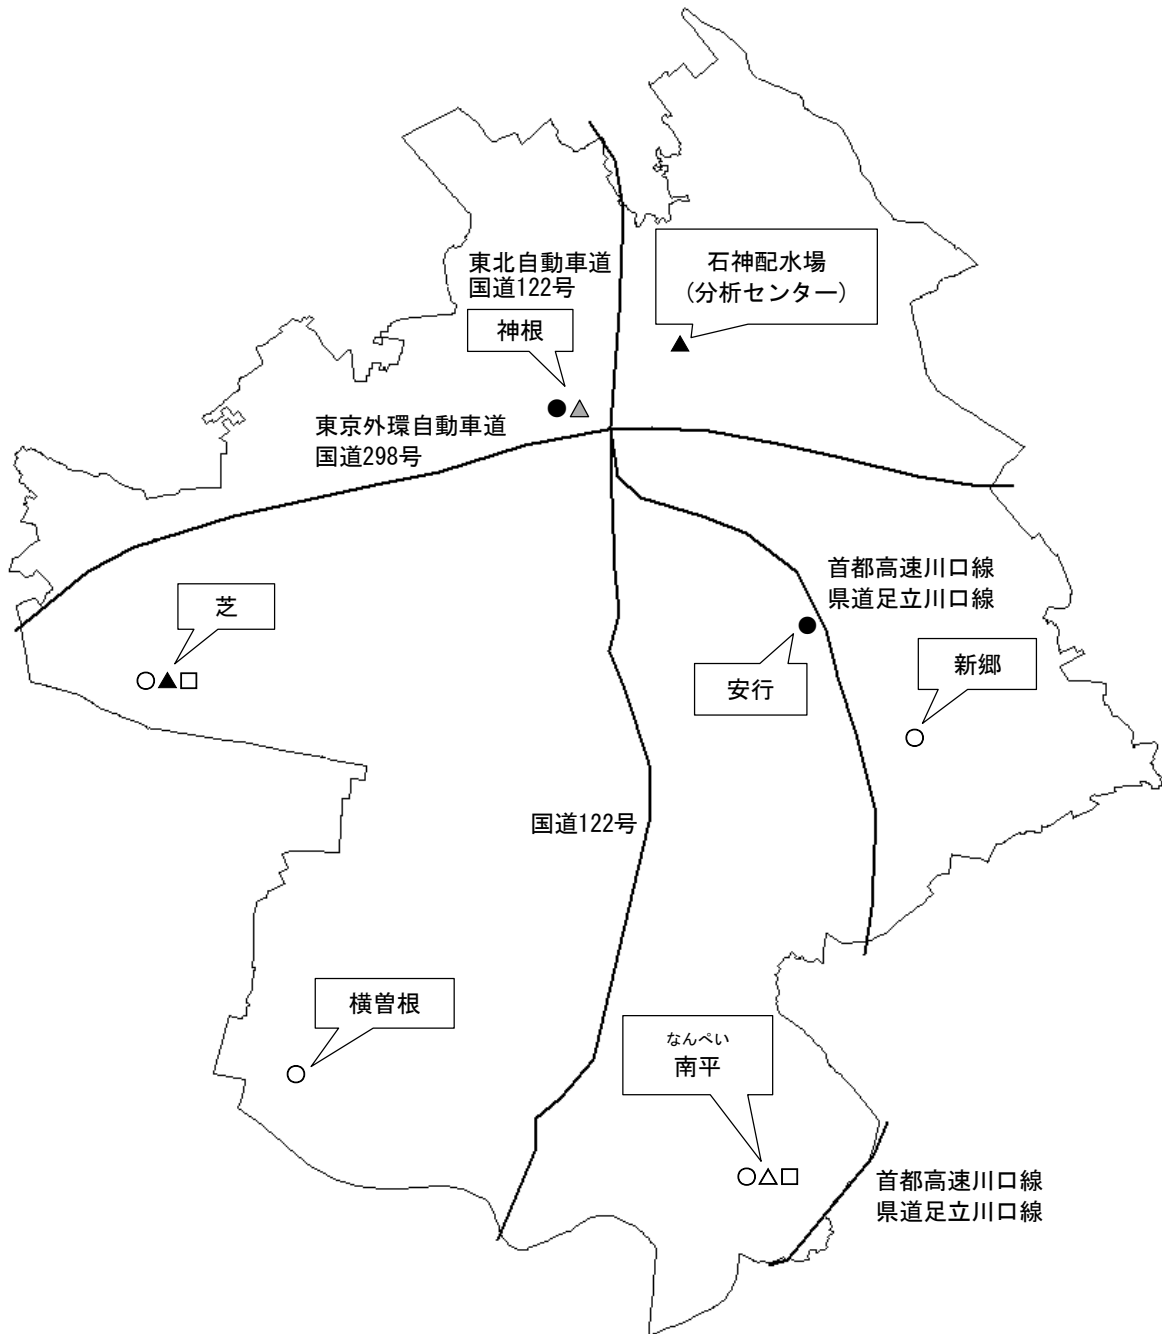 東北自動車道
国道122号
石神配水場
(分析センター)
神根
東京外環自動車道
国道298号
首都高速川口線
県道足立川口線
芝
安行
新郷
国道122号
横曽根
なんぺい
南平
首都高速川口線
県道足立川口線